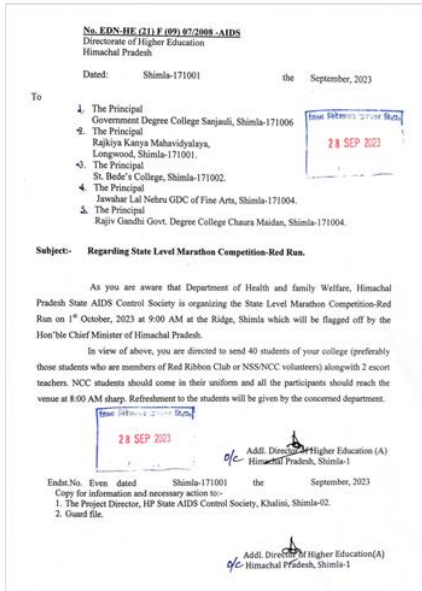 No. EDN-HE (21) F (09) 07/2008 -AIDS
Directorate of Higher Education
Himachal Pradesh
Dated: Shimla-171001 the September, 2023
To
1. The Principal
Government Degree College Sanjauli, Shimla-171006
2. The Principal
Rajkiya Kanya Mahavidyalaya,
Longwood, Shimla-171001.
3. The Principal
St. Bede's College, Shimla-171002.
4. The Principal
Jawahar Lal Nehru GDC of Fine Arts, Shimla-171004.
5. The Principal
Rajiv Gandhi Govt. Degree College Chaura Maidan, Shimla-171004.
28 SEP 2023
Subject:- Regarding State Level Marathon Competition-Red Run.
As you are aware that Department of Health and family Welfare, Himachal
Pradesh State AIDS Control Society is organizing the State Level Marathon Competition-Red
Run on 1st October, 2023 at 9:00 AM at the Ridge, Shimla which will be flagged off by the
Hon'ble Chief Minister of Himachal Pradesh.
In view of above, you are directed to send 40 students of your college (preferably
those students who are members of Red Ribbon Club or NSS/NCC volunteers) alongwith 2 escort
teachers. NCC students should come in their uniform and all the participants should reach the
venue at 8:00 AM sharp. Refreshment to the students will be given by the concerned department.
28 SEP 2023
Addl. Director of Higher Education (A)
o/c Himachal Pradesh, Shimla-1
Endst.No. Even dated Shimla-171001 the September, 2023
Copy for information and necessary action to:-
1. The Project Director, HP State AIDS Control Society, Khalini, Shimla-02.
2. Guard file.
Addl. Director of Higher Education(A)
o/c Himachal Pradesh, Shimla-1